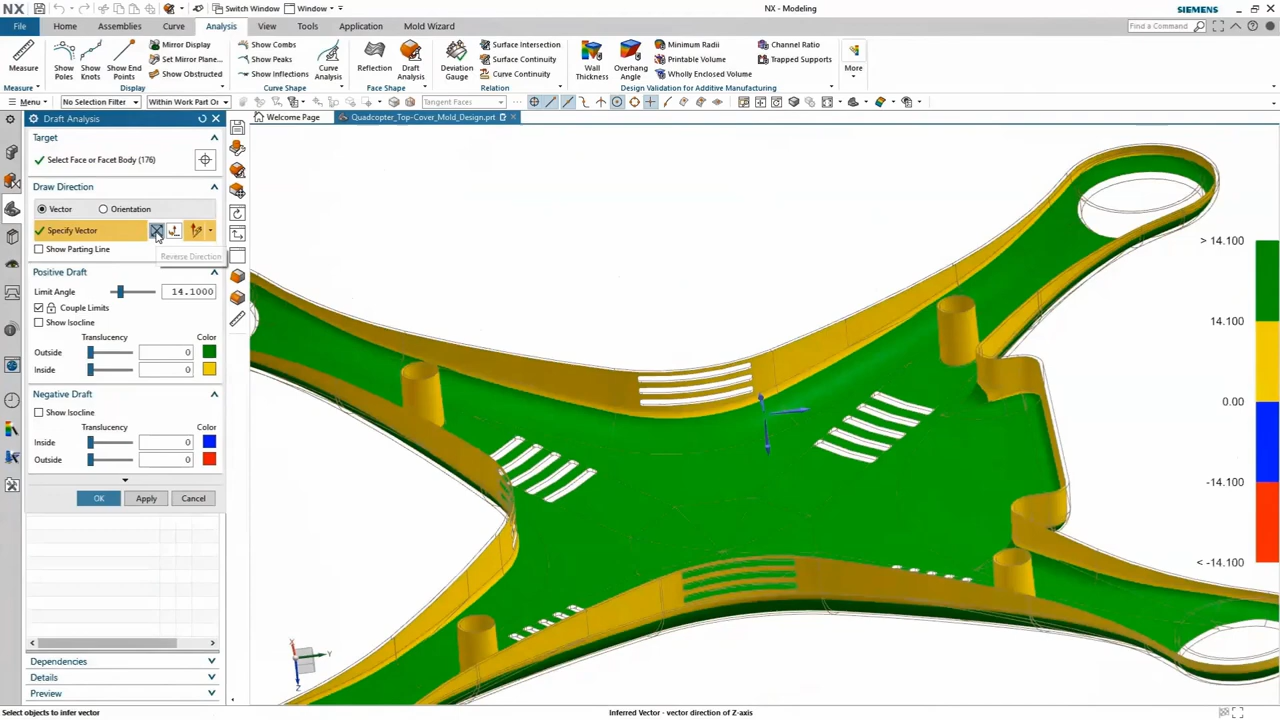 NX
Switch Window
Window
NX - Modeling
SIEMENS
File
Home
Assemblies
Curve
Analysis
View
Tools
Application
Mold Wizard
Find a Command
Measure
Show Poles
Show Knots
Show End Points
Mirror Display
Set Mirror Plane...
Show Obstructed
Show Combs
Show Peaks
Show Inflections
Curve Analysis
Reflection
Draft Analysis
Deviation Gauge
Surface Intersection
Surface Continuity
Curve Continuity
Wall Thickness
Overhang Angle
Minimum Radii
Printable Volume
Wholly Enclosed Volume
Channel Ratio
Trapped Supports
More
Measure
Display
Curve Shape
Face Shape
Relation
Design Validation for Additive Manufacturing
Menu
No Selection Filter
Within Work Part Or
Tangent Faces
Draft Analysis
Welcome Page
Quadcopter_Top-Cover_Mold_Design.prt
Target
Select Face or Facet Body (176)
Draw Direction
Vector
Orientation
Specify Vector
Show Parting Line
Reverse Direction
Positive Draft
Limit Angle
14.1000
Couple Limits
Show Isocline
Translucency
Color
Outside
0
Inside
0
Negative Draft
Show Isocline
Translucency
Color
Inside
0
Outside
0
OK
Apply
Cancel
Dependencies
Details
Preview
> 14.100
14.100
0.00
-14.100
< -14.100
X
Y
Z
Select objects to infer vector
Inferred Vector - vector direction of Z-axis